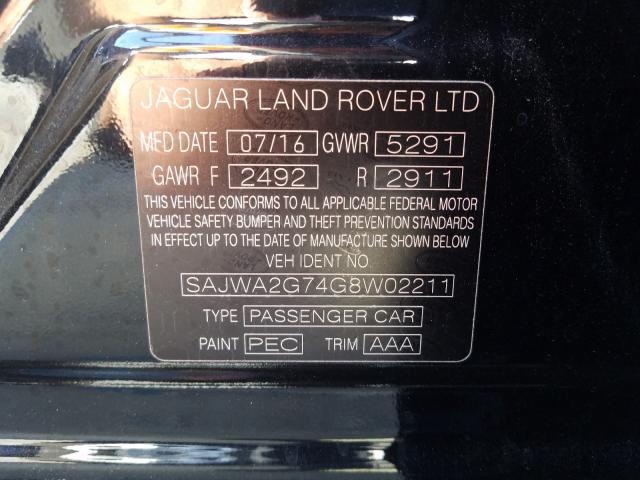 JAGUAR LAND ROVER LTD
MFD DATE 07/16 GVWR 5291
GAWR F 2492 R 2911
THIS VEHICLE CONFORMS TO ALL APPLICABLE FEDERAL MOTOR
VEHICLE SAFETY BUMPER AND THEFT PREVENTION STANDARDS
IN EFFECT UP TO THE DATE OF MANUFACTURE SHOWN BELOW
VEH IDENT NO.
SAJWA2G74G8W02211
TYPE PASSENGER CAR
PAINT PEC TRIM AAA